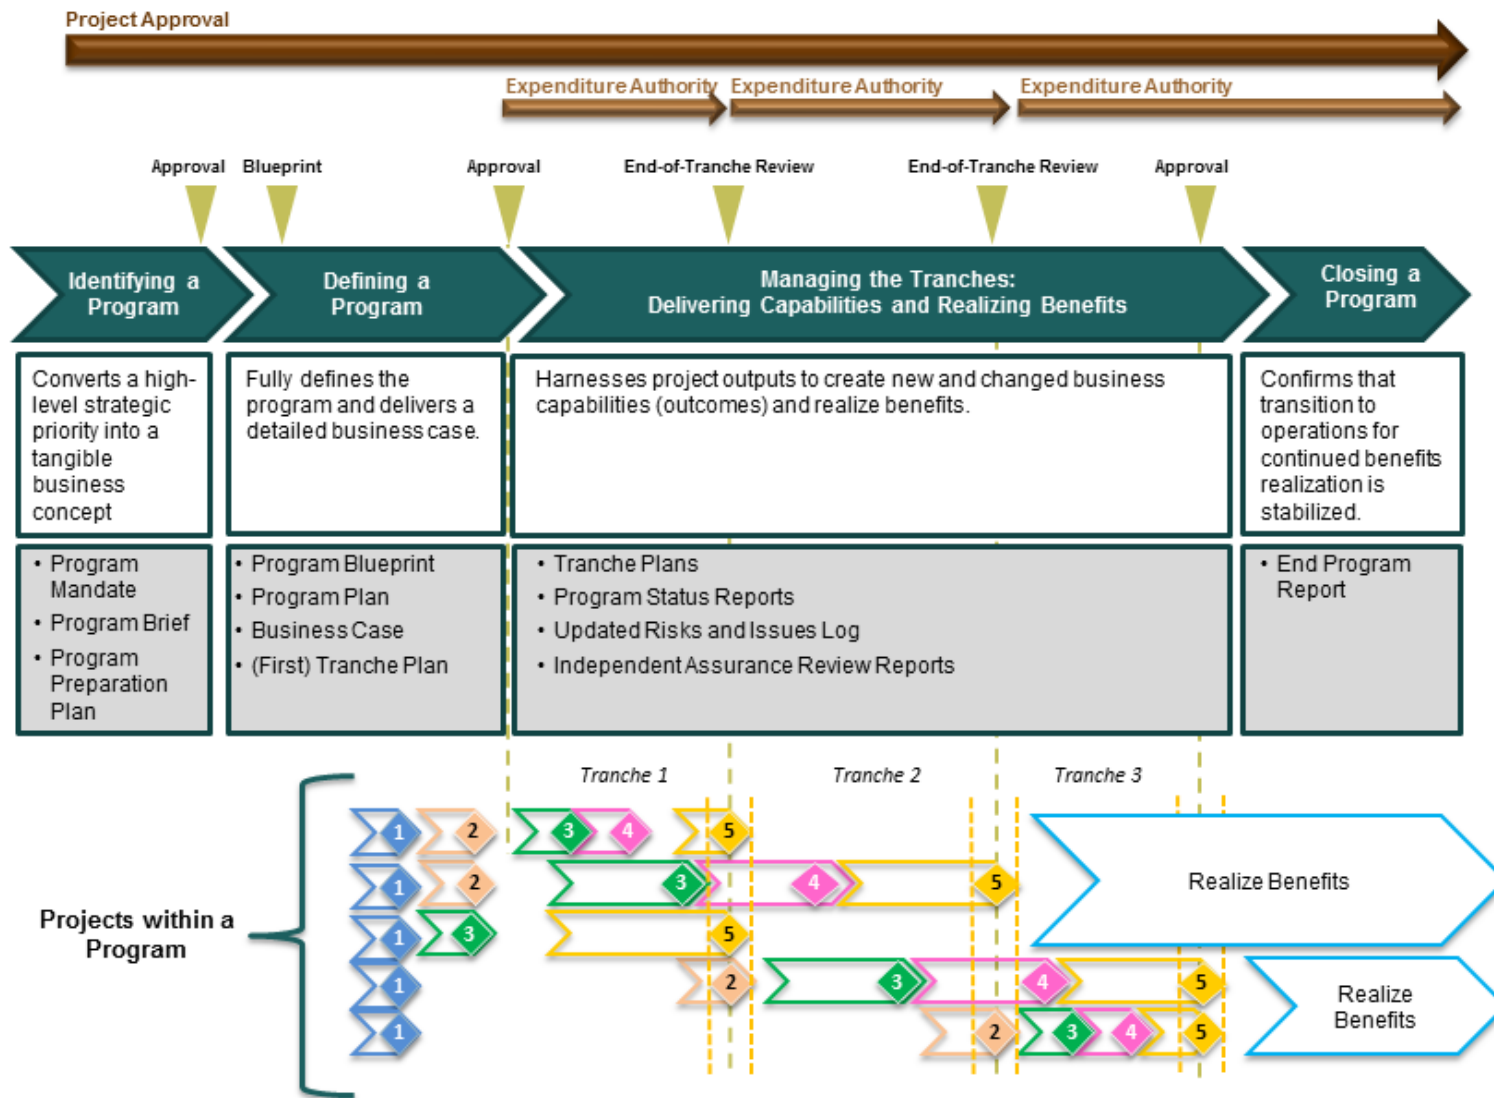 Project Approval
Expenditure Authority Expenditure Authority Expenditure Authority
Approval Blueprint Approval End-of-Tranche Review End-of-Tranche Review Approval
Identifying a
Program
Defining a
Program
Managing the Tranches:
Delivering Capabilities and Realizing Benefits
Closing a
Program
Converts a high-
level strategic
priority into a
tangible
business
concept
Fully defines the
program and delivers a
detailed business case.
Harnesses project outputs to create new and changed business
capabilities (outcomes) and realize benefits.
Confirms that
transition to
operations for
continued benefits
realization is
stabilized.
• Program
Mandate
• Program Brief
• Program
Preparation
Plan
• Program Blueprint
• Program Plan
• Business Case
• (First) Tranche Plan
• Tranche Plans
• Program Status Reports
• Updated Risks and Issues Log
• Independent Assurance Review Reports
• End Program
Report
Tranche 1 Tranche 2 Tranche 3
Projects within a
Program
1 2 3 4 5
1 2 3 4 5
1 3 5
1 2 3 4 5
1 2 3 4 5
Realize Benefits
Realize
Benefits